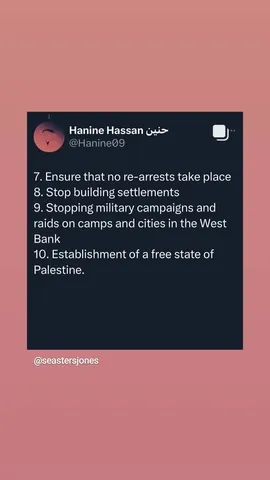 Hanine Hassan حنين
@Hanine09
7. Ensure that no re-arrests take place
8. Stop building settlements
9. Stopping military campaigns and
raids on camps and cities in the West
Bank
10. Establishment of a free state of
Palestine.
@seastersjones